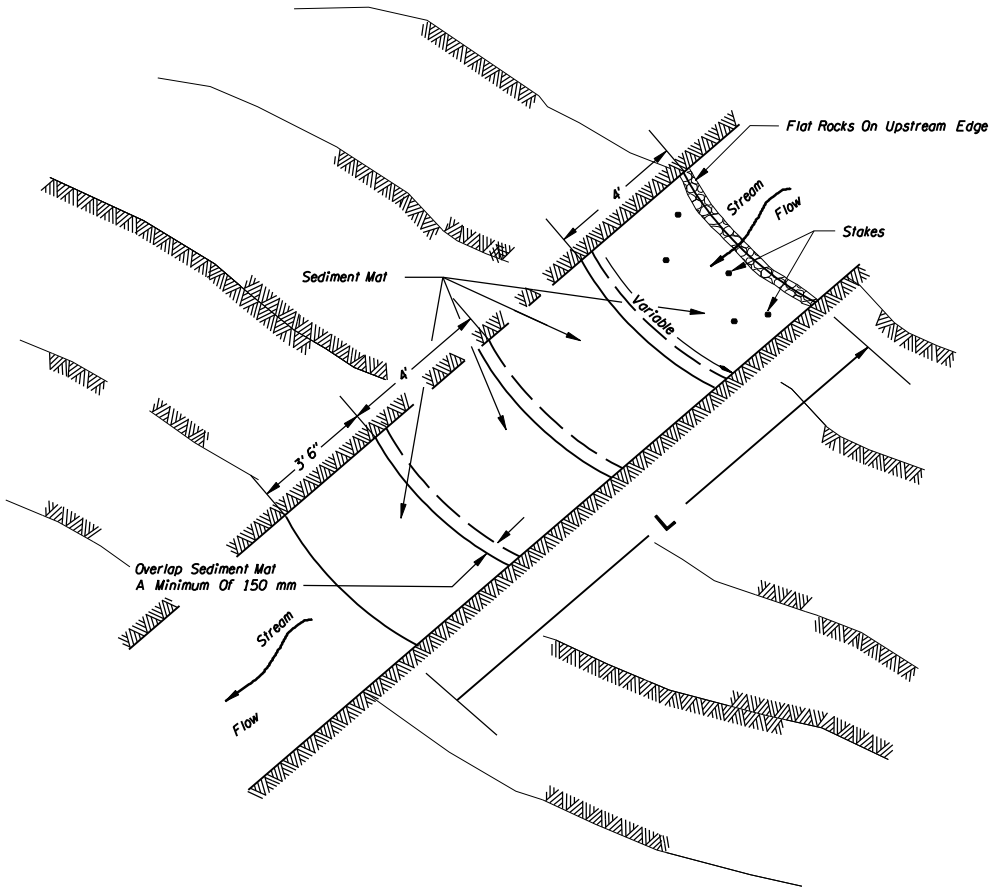 Flat Rocks On Upstream Edge
4'
Stream
Flow
Stakes
Sediment Mat
Variable
4'
3' 6"
L
Overlap Sediment Mat
A Minimum Of 150 mm
Stream
Flow